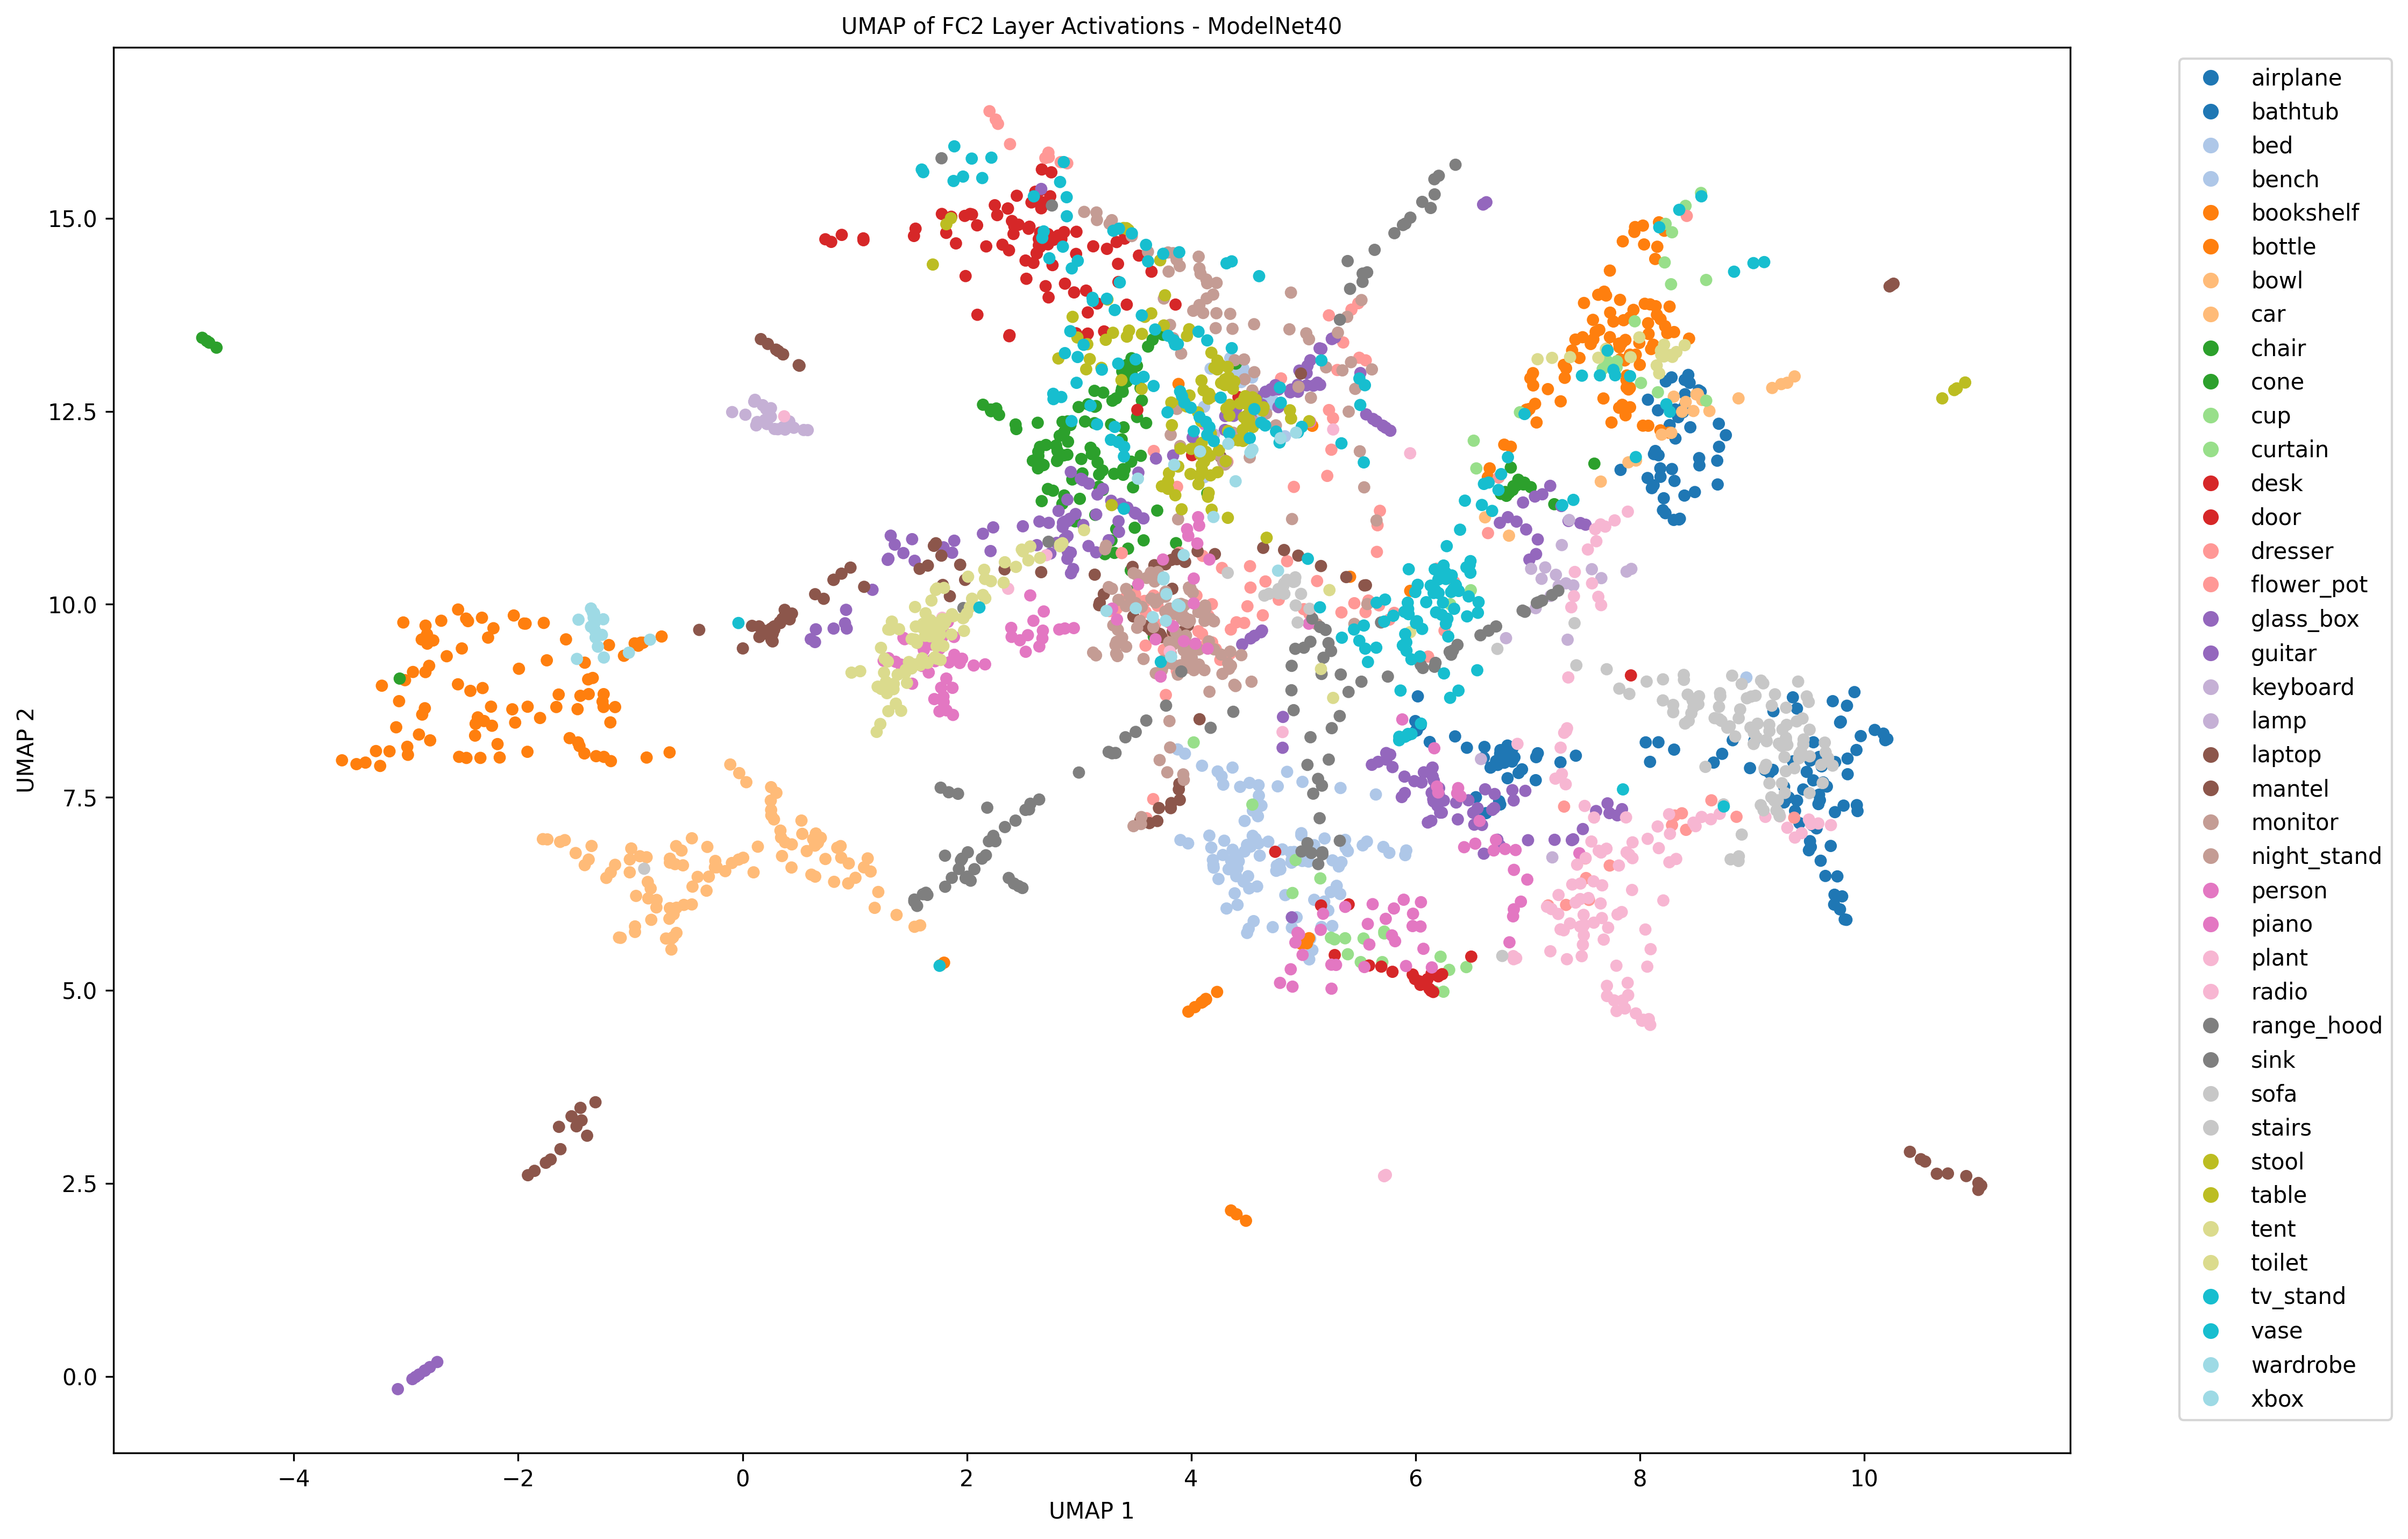 UMAP of FC2 Layer Activations - ModelNet40
15.0
12.5
10.0
7.5
5.0
2.5
0.0
UMAP 2
−4
−2
0
2
4
6
8
10
UMAP 1
airplane
bathtub
bed
bench
bookshelf
bottle
bowl
car
chair
cone
cup
curtain
desk
door
dresser
flower_pot
glass_box
guitar
keyboard
lamp
laptop
mantel
monitor
night_stand
person
piano
plant
radio
range_hood
sink
sofa
stairs
stool
table
tent
toilet
tv_stand
vase
wardrobe
xbox